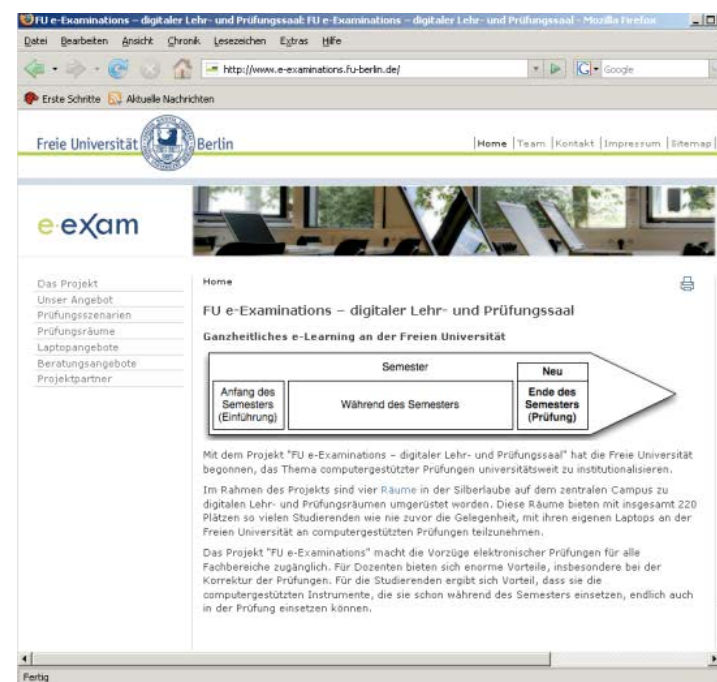 FU e-Examinations – digitaler Lehr- und Prüfungssaal: FU e-Examinations – digitaler Lehr- und Prüfungssaal - Mozilla Firefox
Datei Bearbeiten Ansicht Chronik Lesezeichen Extras Hilfe
http://www.e-examinations.fu-berlin.de/ Google
Erste Schritte Aktuelle Nachrichten
Freie Universität Berlin |Home |Team |Kontakt |Impressum |Sitemap|
e·exam
Das Projekt
Unser Angebot
Prüfungsszenarien
Prüfungsräume
Laptopangebote
Beratungsangebote
Projektpartner
Home
FU e-Examinations – digitaler Lehr- und Prüfungssaal
Ganzheitliches e-Learning an der Freien Universität
Semester
Neu
Anfang des
Semesters
(Einführung)
Während des Semesters
Ende des
Semesters
(Prüfung)
Mit dem Projekt "FU e-Examinations – digitaler Lehr- und Prüfungssaal" hat die Freie Universität
begonnen, das Thema computergestützter Prüfungen universitätsweit zu institutionalisieren.
Im Rahmen des Projekts sind vier Räume in der Silberlaube auf dem zentralen Campus zu
digitalen Lehr- und Prüfungsräumen umgerüstet worden. Diese Räume bieten mit insgesamt 220
Plätzen so vielen Studierenden wie nie zuvor die Gelegenheit, mit ihren eigenen Laptops an der
Freien Universität an computergestützten Prüfungen teilzunehmen.
Das Projekt "FU e-Examinations" macht die Vorzüge elektronischer Prüfungen für alle
Fachbereiche zugänglich. Für Dozenten bieten sich enorme Vorteile, insbesondere bei der
Korrektur der Prüfungen. Für die Studierenden ergibt sich Vorteil, dass sie die
computergestützten Instrumente, die sie schon während des Semesters einsetzen, endlich auch
in der Prüfung einsetzen können.
Fertig